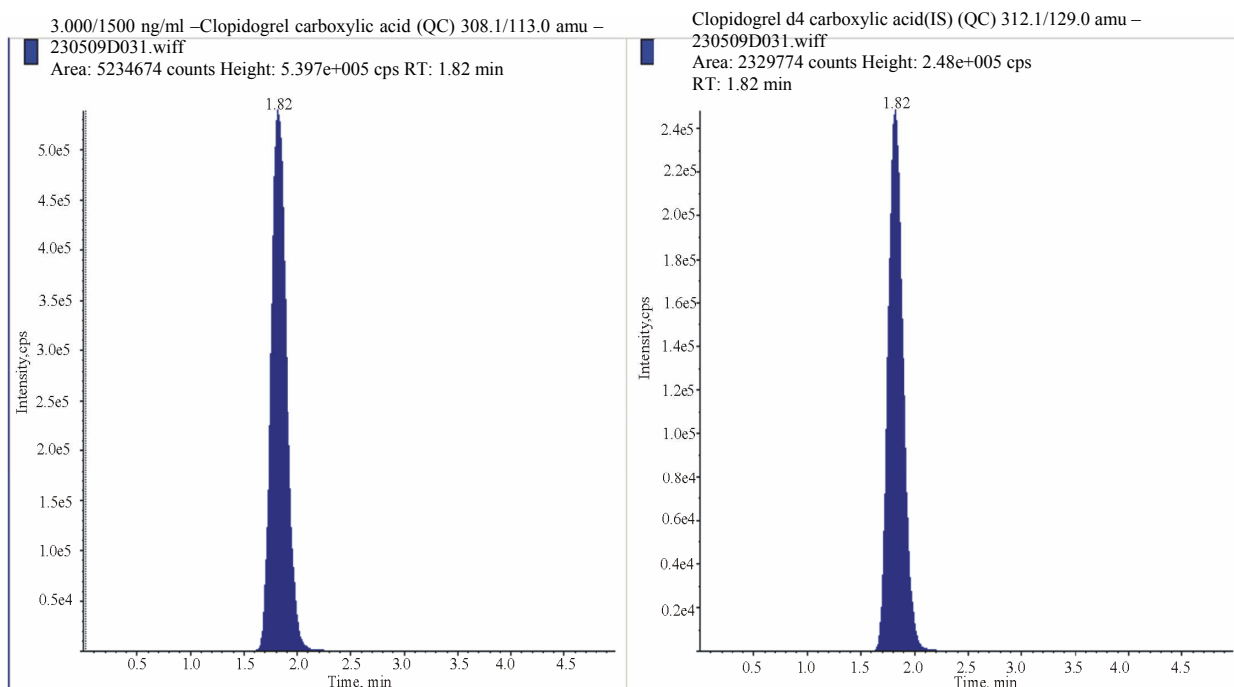 3.000/1500 ng/ml –Clopidogrel carboxylic acid (QC) 308.1/113.0 amu –
230509D031.wiff
Area: 5234674 counts Height: 5.397e+005 cps RT: 1.82 min
1.82
5.0e5
4.5e5
4.0e5
3.5e5
3.0e5
2.5e5
2.0e5
1.5e5
1.0e5
0.5e4
Intensity,cps
0.5 1.0 1.5 2.0 2.5 3.0 3.5 4.0 4.5
Time, min
Clopidogrel d4 carboxylic acid(IS) (QC) 312.1/129.0 amu –
230509D031.wiff
Area: 2329774 counts Height: 2.48e+005 cps
RT: 1.82 min
1.82
2.4e5
2.2e5
2.0e5
1.8e5
1.6e5
1.4e5
1.2e5
1.0e5
0.8e4
0.6e4
0.4e4
0.2e4
Intensity,cps
0.5 1.0 1.5 2.0 2.5 3.0 3.5 4.0 4.5
Time, min